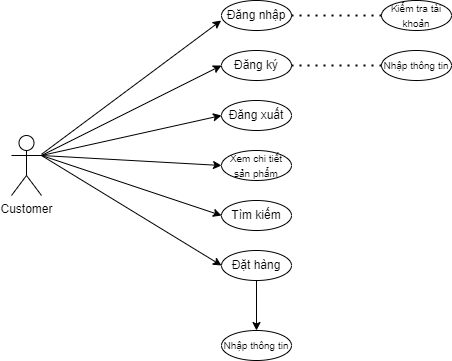 Đăng nhập
Kiểm tra tài
khoản
Đăng ký
Nhập thông tin
Đăng xuất
Xem chi tiết
sản phẩm
Customer
Tìm kiếm
Đặt hàng
Nhập thông tin